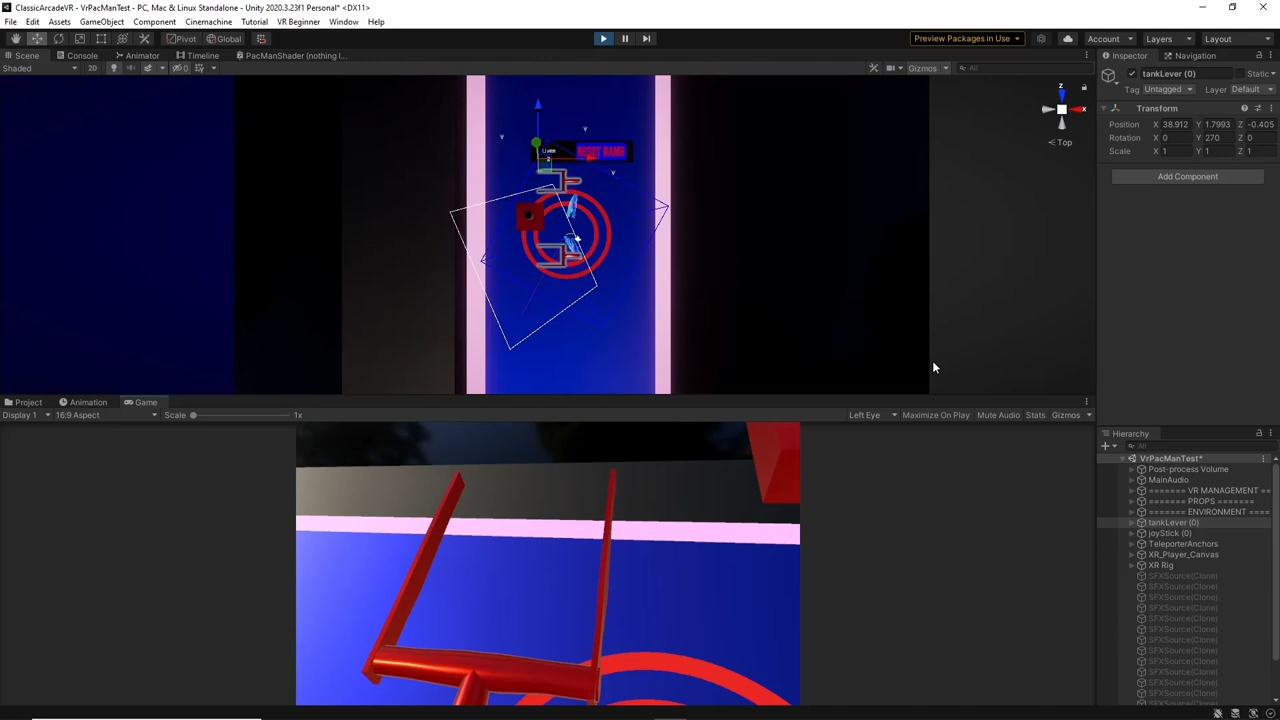 ClassicArcadeVR - VrPacManTest - PC, Mac & Linux Standalone - Unity 2020.3.23f1 Personal* <DX11>
File Edit Assets GameObject Component Cinemachine Tutorial VR Beginner Window Help
Pivot Global Preview Packages in Use Account Layers Layout
Scene Console Animator Timeline PacManShader (nothing l... Inspector Navigation
Shaded 2D 0 Gizmos All
tankLever (0) Static
Tag Untagged Layer Default
Transform
Position X 38.912 Y 1.7993 Z -0.405
Rotation X 0 Y 270 Z 0
Scale X 1 Y 1 Z 1
Add Component
z
x
Top
Lives
RESET GAME
Project Animation Game
Display 1 16:9 Aspect Scale 1x Left Eye Maximize On Play Mute Audio Stats Gizmos
Hierarchy
All
VrPacManTest*
Post-process Volume
MainAudio
======= VR MANAGEMENT ==
======= PROPS =======
======= ENVIRONMENT ====
tankLever (0)
joyStick (0)
TeleporterAnchors
XR_Player_Canvas
XR Rig
SFXSource(Clone)
SFXSource(Clone)
SFXSource(Clone)
SFXSource(Clone)
SFXSource(Clone)
SFXSource(Clone)
SFXSource(Clone)
SFXSource(Clone)
SFXSource(Clone)
SFXSource(Clone)
SFXSource(Clone)
SFXSource(Clone)